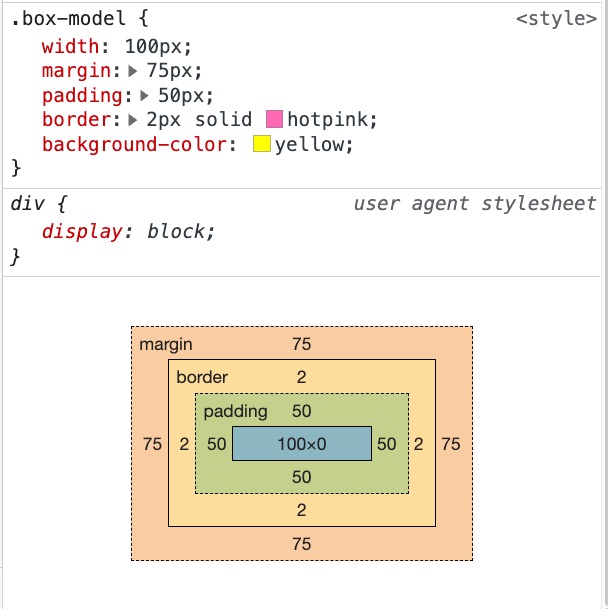 .box-model { <style>
width: 100px;
margin: 75px;
padding: 50px;
border: 2px solid hotpink;
background-color: yellow;
}
div { user agent stylesheet
display: block;
}
margin 75
border 2
padding 50
75 2 50 100×0 50 2 75
50
2
75